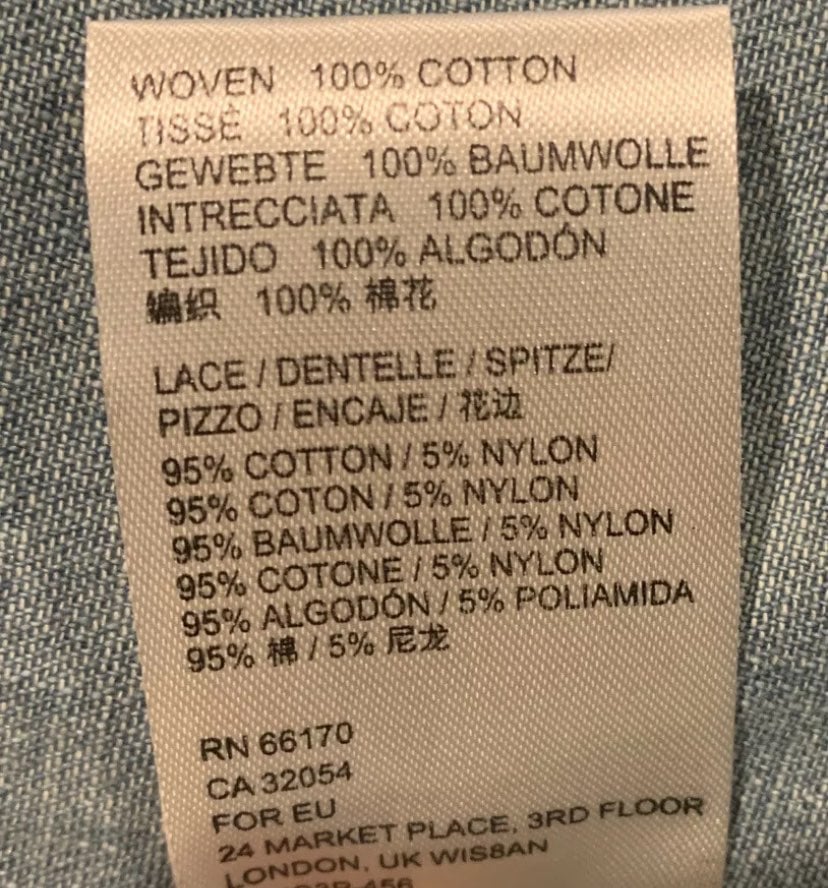 WOVEN 100% COTTON
TISSÉ 100% COTON
GEWEBTE 100% BAUMWOLLE
INTRECCIATA 100% COTONE
TEJIDO 100% ALGODÓN
编织 100% 棉花
LACE / DENTELLE / SPITZE/
PIZZO / ENCAJE / 花边
95% COTTON / 5% NYLON
95% COTON / 5% NYLON
95% BAUMWOLLE / 5% NYLON
95% COTONE / 5% NYLON
95% ALGODÓN / 5% POLIAMIDA
95% 棉 / 5% 尼龙
RN 66170
CA 32054
FOR EU
24 MARKET PLACE, 3RD FLOOR
LONDON, UK WIS8AN